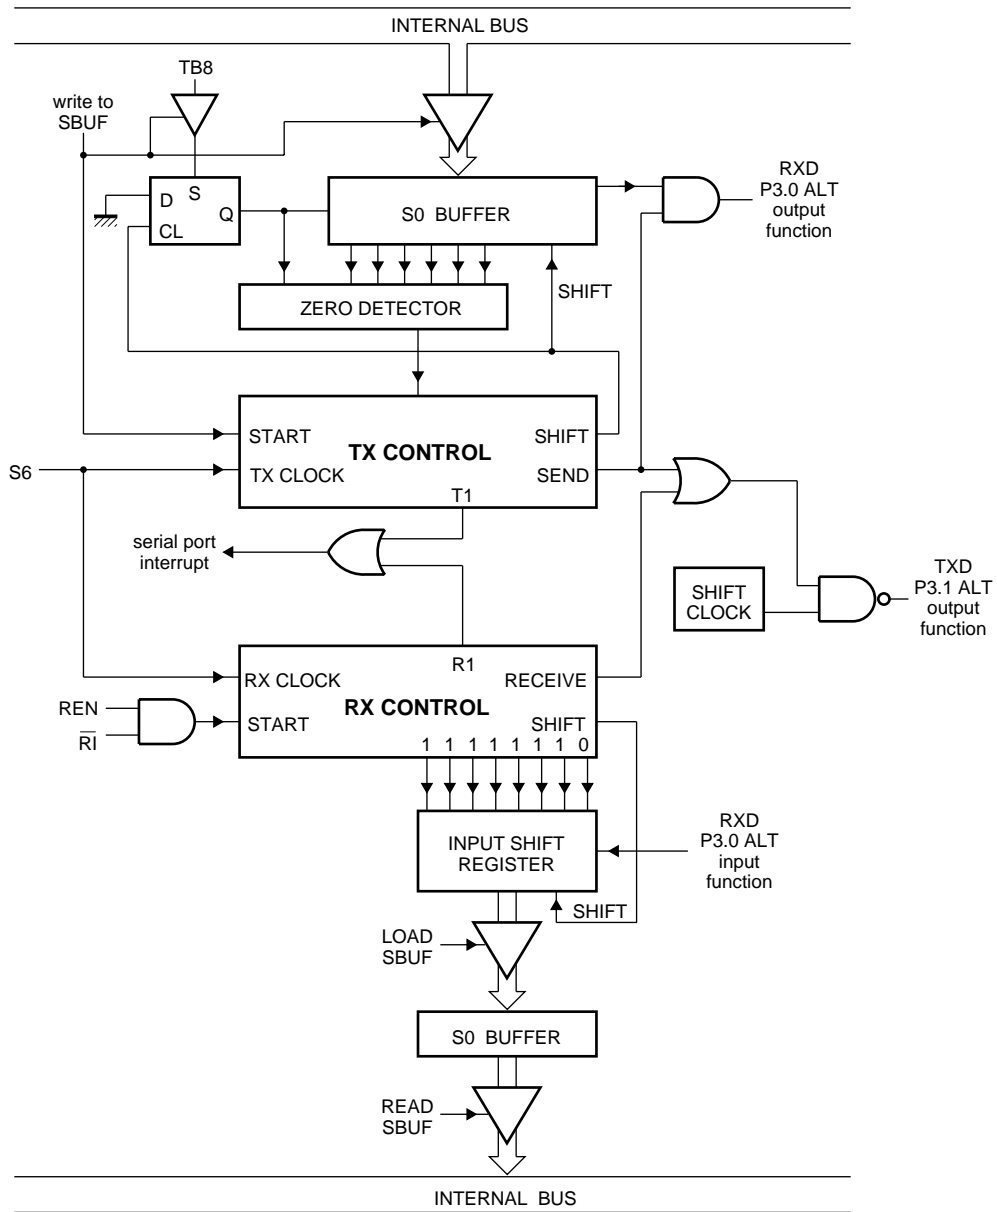 INTERNAL BUS
TB8
write to
SBUF
D
S
Q
CL
S0 BUFFER
RXD
P3.0 ALT
output
function
ZERO DETECTOR
SHIFT
START
TX CONTROL
SHIFT
S6
TX CLOCK
SEND
T1
serial port
interrupt
SHIFT
CLOCK
TXD
P3.1 ALT
output
function
R1
RX CLOCK
RECEIVE
RX CONTROL
REN
RI
START
SHIFT
1 1 1 1 1 1 1 0
INPUT SHIFT
REGISTER
RXD
P3.0 ALT
input
function
SHIFT
LOAD
SBUF
S0 BUFFER
READ
SBUF
INTERNAL BUS